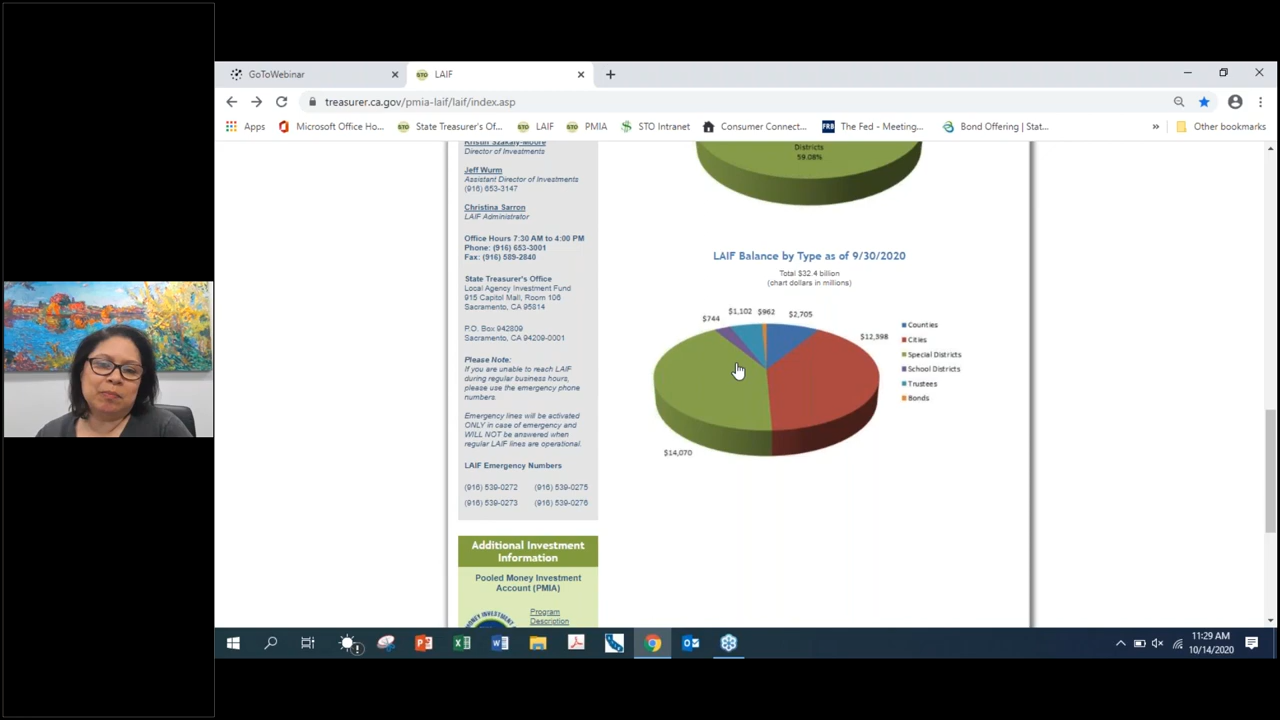 GoToWebinar
LAIF
treasurer.ca.gov/pmia-laif/laif/index.asp
Apps
Microsoft Office Ho...
State Treasurer's Of...
LAIF
PMIA
STO Intranet
Consumer Connect...
FRB
The Fed - Meeting...
Bond Offering | Stat...
»
Other bookmarks
Kristin Szakaly-Moore
Director of Investments
Jeff Wurm
Assistant Director of Investments
(916) 653-3147
Christina Sarron
LAIF Administrator
Office Hours 7:30 AM to 4:00 PM
Phone: (916) 653-3001
Fax: (916) 589-2840
State Treasurer's Office
Local Agency Investment Fund
915 Capitol Mall, Room 106
Sacramento, CA 95814
P.O. Box 942809
Sacramento, CA 94209-0001
Please Note:
If you are unable to reach LAIF
during regular business hours,
please use the emergency phone
numbers.
Emergency lines will be activated
ONLY in case of emergency and
WILL NOT be answered when
regular LAIF lines are operational.
LAIF Emergency Numbers
(916) 539-0272 (916) 539-0275
(916) 539-0273 (916) 539-0276
Additional Investment
Information
Pooled Money Investment
Account (PMIA)
Program
Description
Districts
59.08%
LAIF Balance by Type as of 9/30/2020
Total $32.4 billion
(chart dollars in millions)
$744
$1,102
$962
$2,705
$12,398
$14,070
Counties
Cities
Special Districts
School Districts
Trustees
Bonds
11:29 AM
10/14/2020